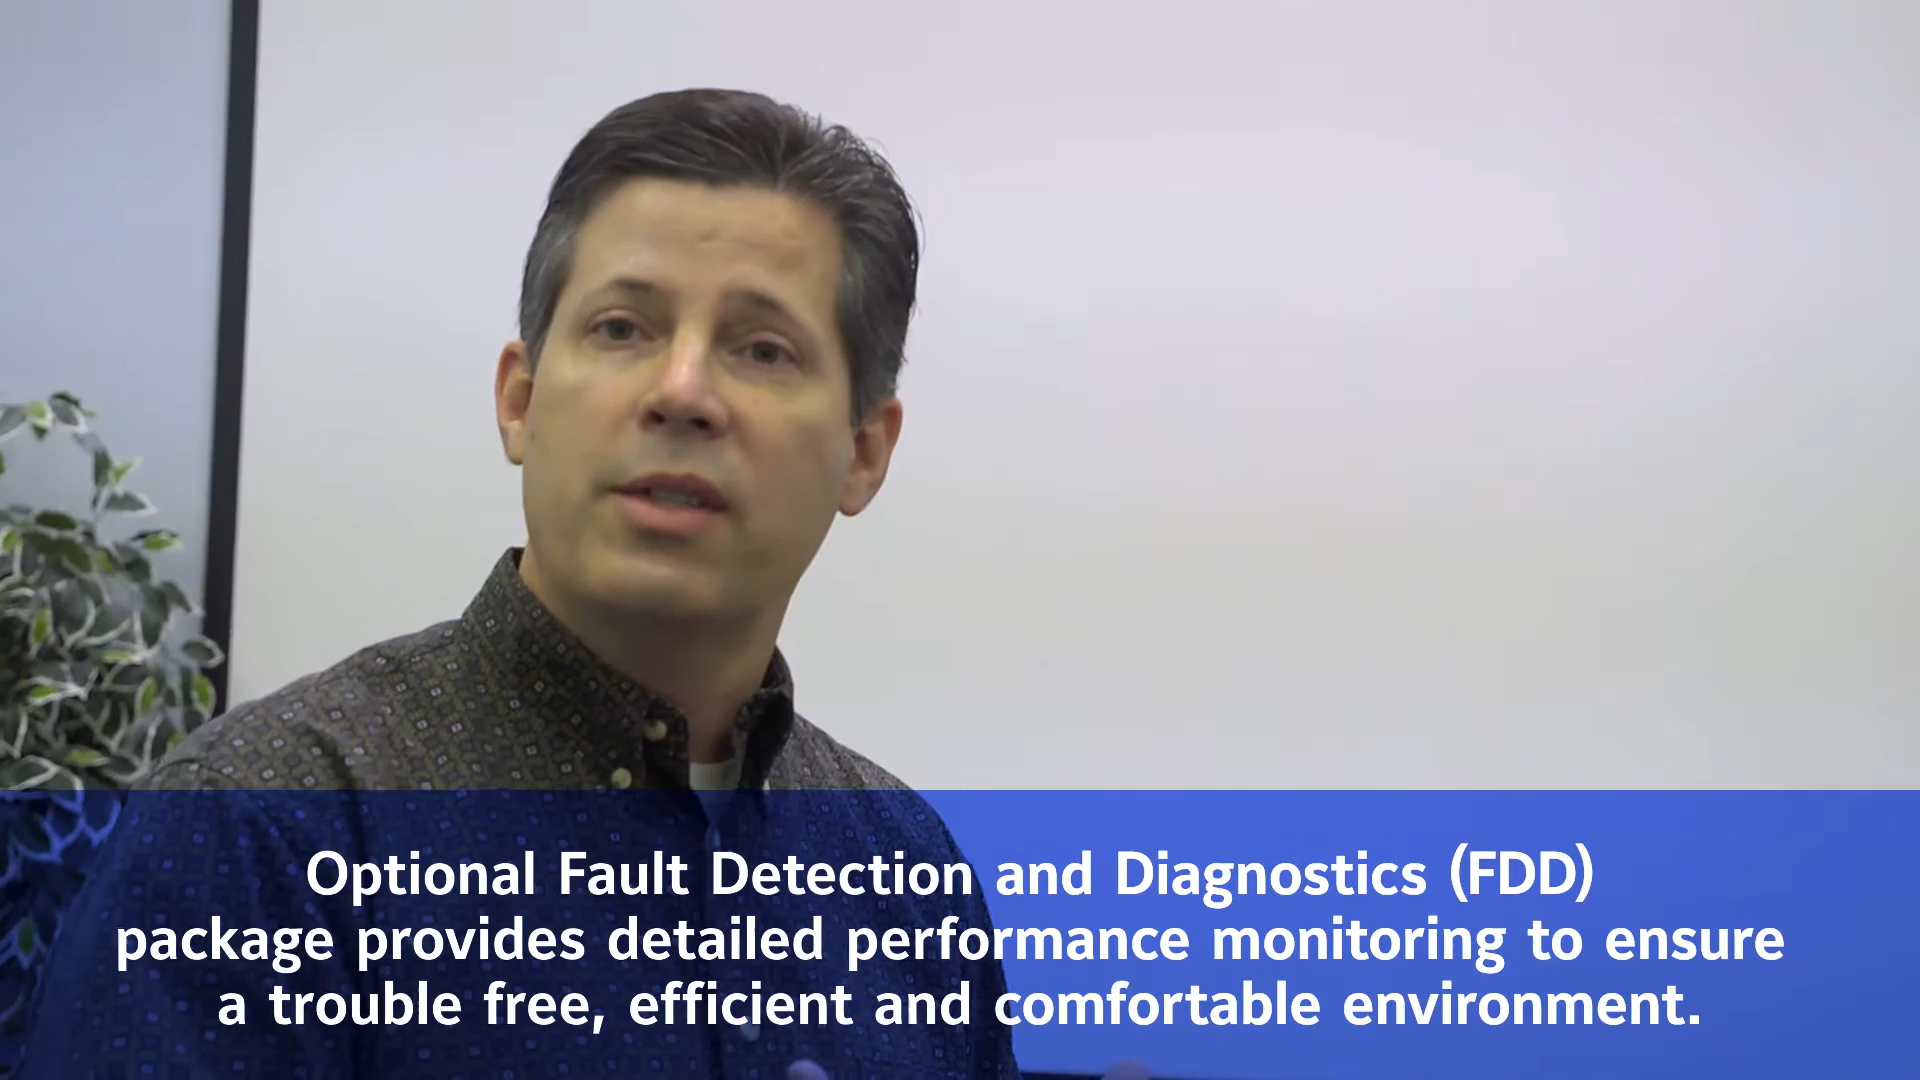 Optional Fault Detection and Diagnostics (FDD)
package provides detailed performance monitoring to ensure
a trouble free, efficient and comfortable environment.